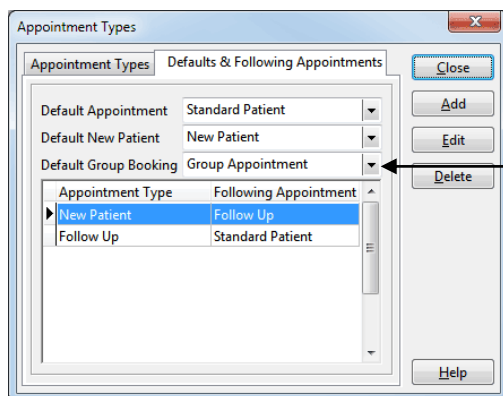 Appointment Types
Appointment Types Defaults & Following Appointments
Close
Default Appointment Standard Patient
Add
Default New Patient New Patient
Edit
Default Group Booking Group Appointment
Delete
Appointment Type Following Appointment
New Patient Follow Up
Follow Up Standard Patient
Help